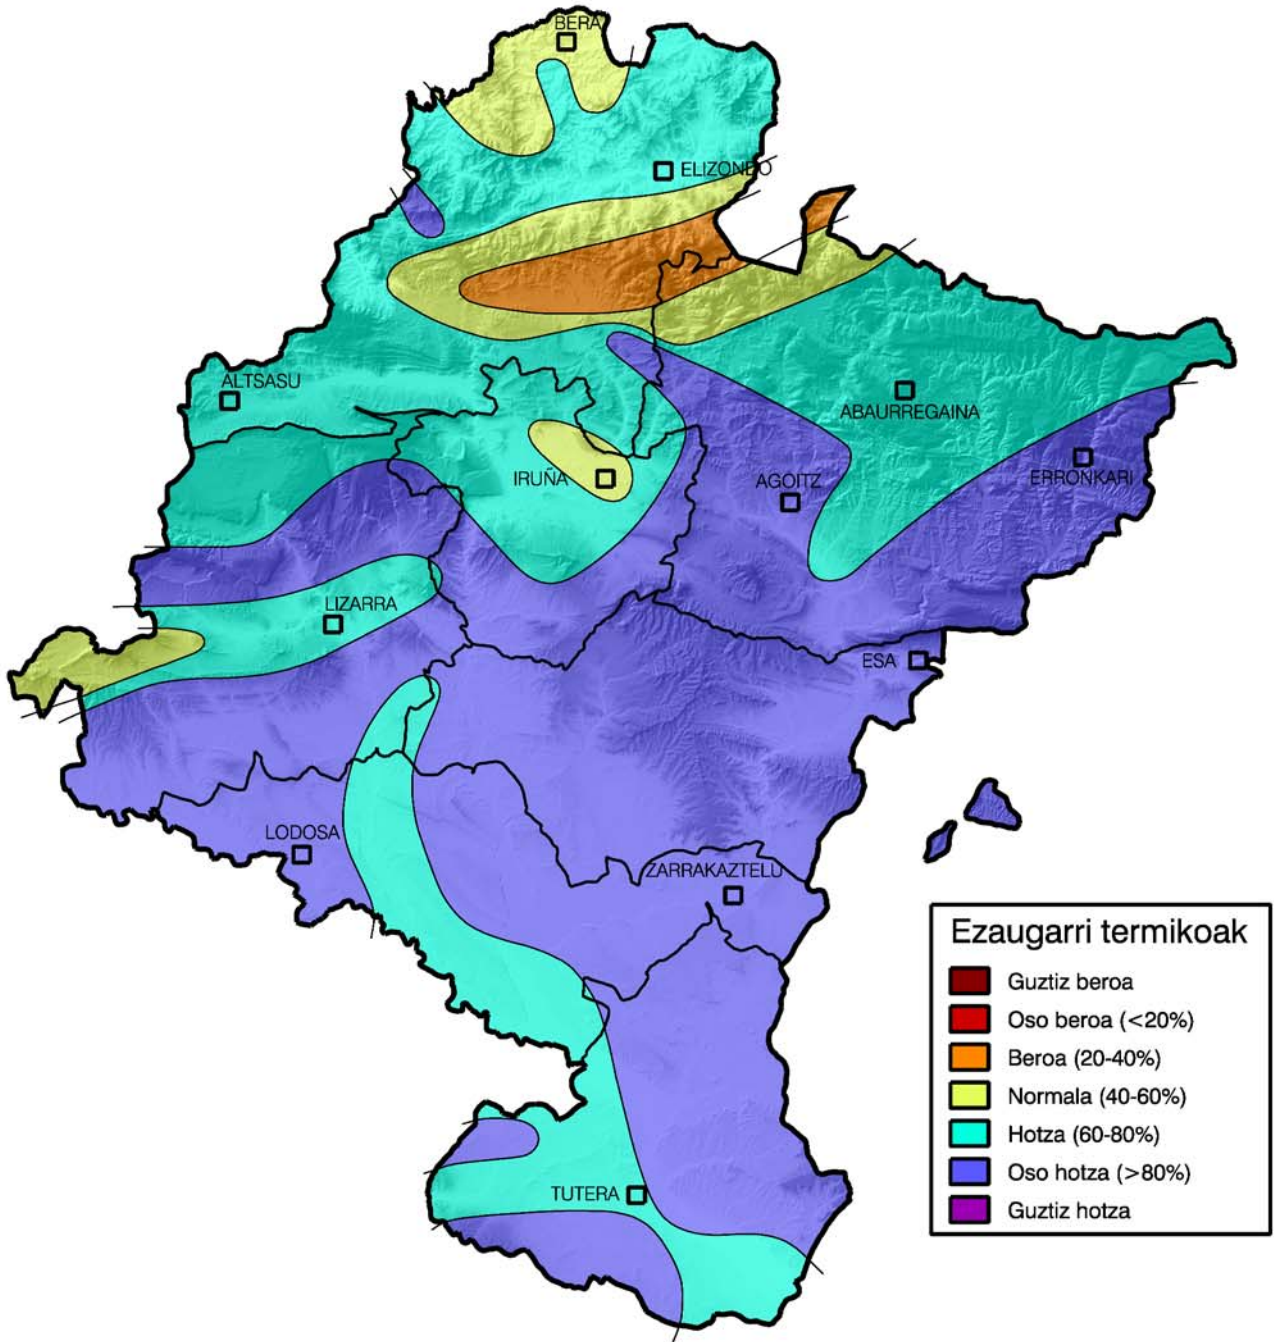 BERA
ELIZONDO
ALTSASU
ABAURREGAINA
IRUÑA
AGOITZ
ERRONKARI
LIZARRA
ESA
LODOSA
ZARRAKAZTELU
TUTERA
Ezaugarri termikoak
Guztiz beroa
Oso beroa (<20%)
Beroa (20-40%)
Normala (40-60%)
Hotza (60-80%)
Oso hotza (>80%)
Guztiz hotza